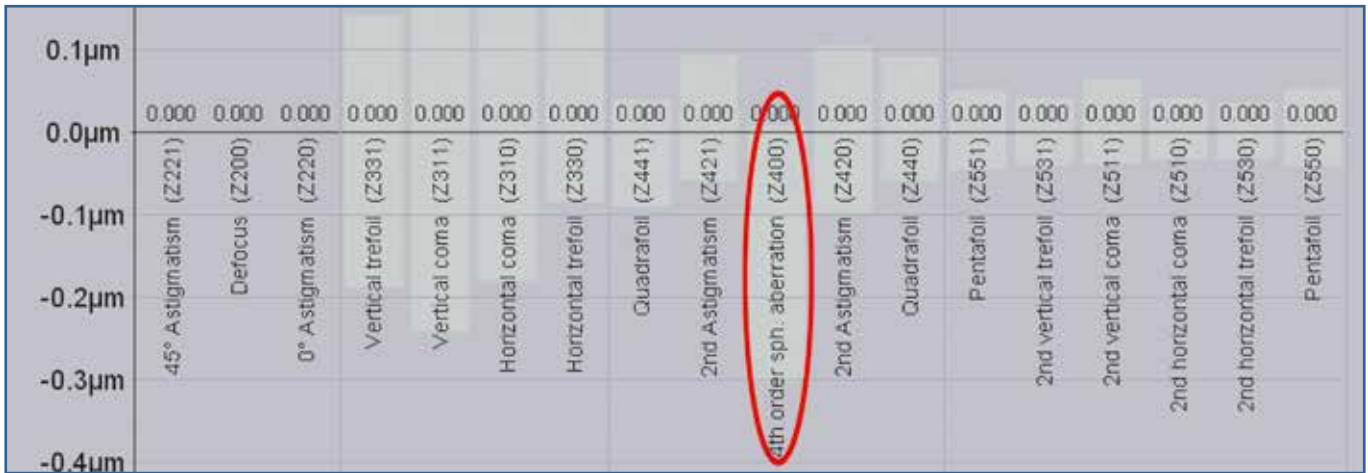 0.1µm
0.000 0.000 0.000 0.000 0.000 0.000 0.000 0.000 0.000 0.000 0.000 0.000 0.000 0.000 0.000 0.000 0.000 0.000
0.0µm
-0.1µm
-0.2µm
-0.3µm
-0.4µm
45° Astigmatism (Z221)
Defocus (Z200)
0° Astigmatism (Z220)
Vertical trefoil (Z331)
Vertical coma (Z311)
Horizontal coma (Z310)
Horizontal trefoil (Z330)
Quadrafoil (Z441)
2nd Astigmatism (Z421)
4th order sph. aberration (Z400)
2nd Astigmatism (Z420)
Quadrafoil (Z440)
Pentafoil (Z551)
2nd vertical trefoil (Z531)
2nd vertical coma (Z511)
2nd horizontal coma (Z510)
2nd horizontal trefoil (Z530)
Pentafoil (Z550)